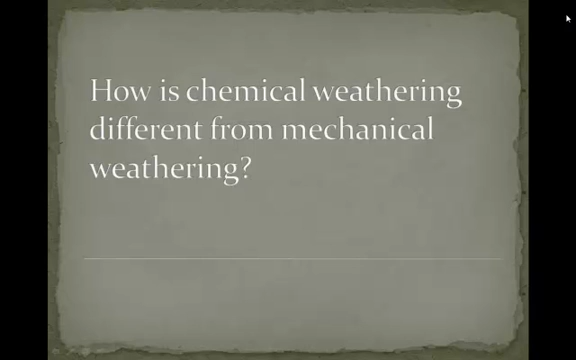 How is chemical weathering
different from mechanical
weathering?